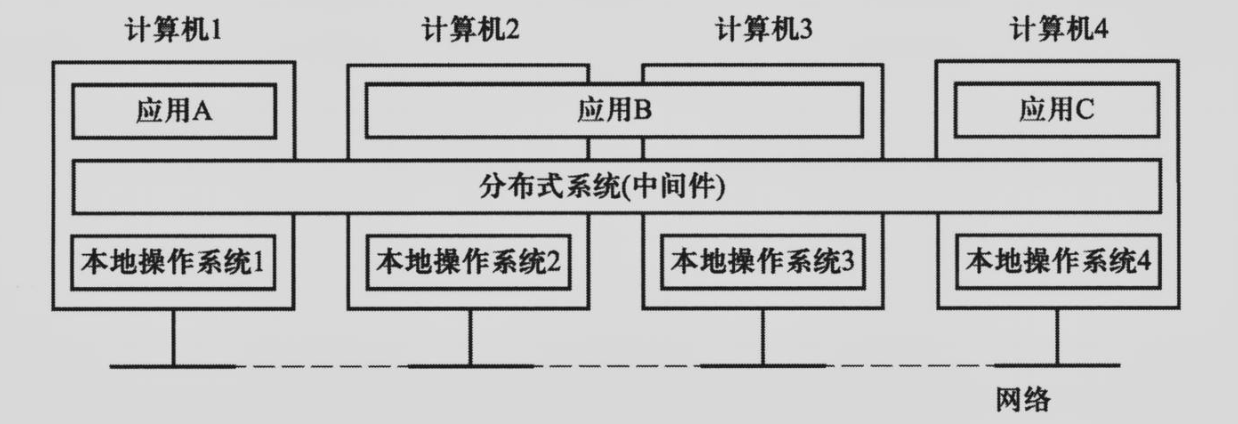 计算机1 计算机2 计算机3 计算机4
应用A 应用B 应用C
分布式系统(中间件)
本地操作系统1 本地操作系统2 本地操作系统3 本地操作系统4
网络